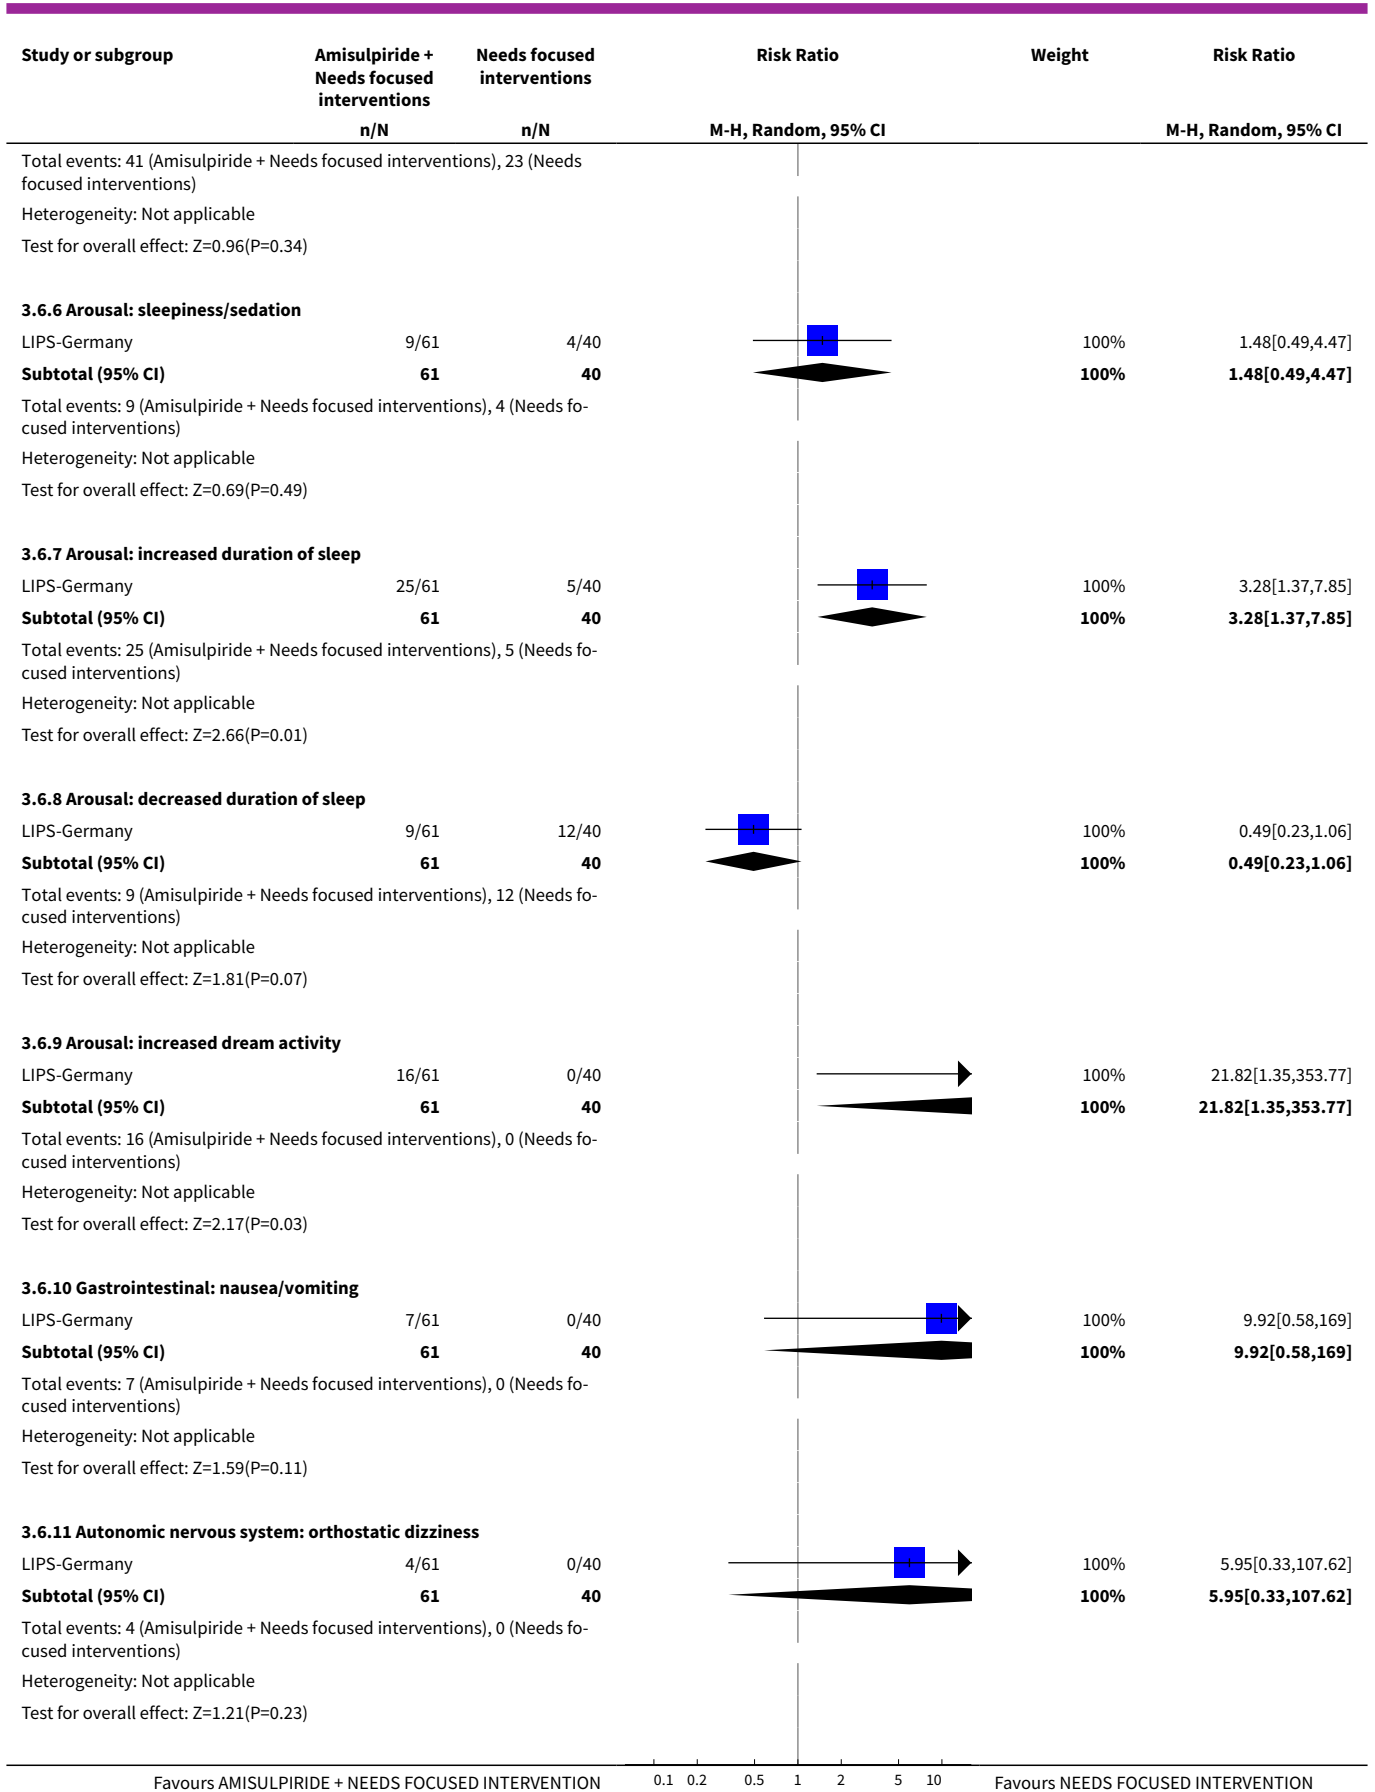 Study or subgroup Amisulpiride + Needs focused Risk Ratio Weight Risk Ratio
Needs focused interventions
interventions
n/N n/N M-H, Random, 95% CI M-H, Random, 95% CI
Total events: 41 (Amisulpiride + Needs focused interventions), 23 (Needs
focused interventions)
Heterogeneity: Not applicable
Test for overall effect: Z=0.96(P=0.34)
3.6.6 Arousal: sleepiness/sedation
LIPS-Germany 9/61 4/40 100% 1.48[0.49,4.47]
Subtotal (95% CI) 61 40 100% 1.48[0.49,4.47]
Total events: 9 (Amisulpiride + Needs focused interventions), 4 (Needs fo-
cused interventions)
Heterogeneity: Not applicable
Test for overall effect: Z=0.69(P=0.49)
3.6.7 Arousal: increased duration of sleep
LIPS-Germany 25/61 5/40 100% 3.28[1.37,7.85]
Subtotal (95% CI) 61 40 100% 3.28[1.37,7.85]
Total events: 25 (Amisulpiride + Needs focused interventions), 5 (Needs fo-
cused interventions)
Heterogeneity: Not applicable
Test for overall effect: Z=2.66(P=0.01)
3.6.8 Arousal: decreased duration of sleep
LIPS-Germany 9/61 12/40 100% 0.49[0.23,1.06]
Subtotal (95% CI) 61 40 100% 0.49[0.23,1.06]
Total events: 9 (Amisulpiride + Needs focused interventions), 12 (Needs fo-
cused interventions)
Heterogeneity: Not applicable
Test for overall effect: Z=1.81(P=0.07)
3.6.9 Arousal: increased dream activity
LIPS-Germany 16/61 0/40 100% 21.82[1.35,353.77]
Subtotal (95% CI) 61 40 100% 21.82[1.35,353.77]
Total events: 16 (Amisulpiride + Needs focused interventions), 0 (Needs fo-
cused interventions)
Heterogeneity: Not applicable
Test for overall effect: Z=2.17(P=0.03)
3.6.10 Gastrointestinal: nausea/vomiting
LIPS-Germany 7/61 0/40 100% 9.92[0.58,169]
Subtotal (95% CI) 61 40 100% 9.92[0.58,169]
Total events: 7 (Amisulpiride + Needs focused interventions), 0 (Needs fo-
cused interventions)
Heterogeneity: Not applicable
Test for overall effect: Z=1.59(P=0.11)
3.6.11 Autonomic nervous system: orthostatic dizziness
LIPS-Germany 4/61 0/40 100% 5.95[0.33,107.62]
Subtotal (95% CI) 61 40 100% 5.95[0.33,107.62]
Total events: 4 (Amisulpiride + Needs focused interventions), 0 (Needs fo-
cused interventions)
Heterogeneity: Not applicable
Test for overall effect: Z=1.21(P=0.23)
Favours AMISULPIRIDE + NEEDS FOCUSED INTERVENTION 0.1 0.2 0.5 1 2 5 10 Favours NEEDS FOCUSED INTERVENTION